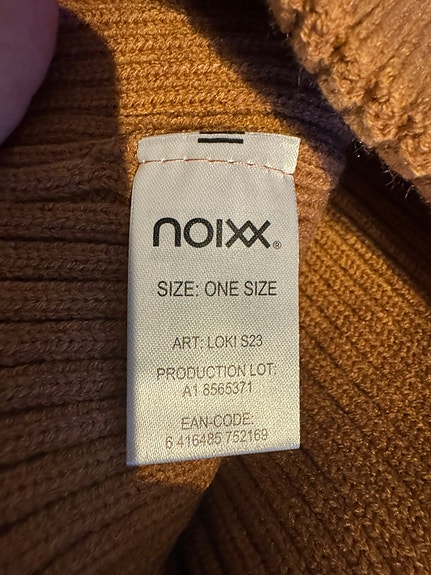 noixx®
SIZE: ONE SIZE
ART: LOKI S23
PRODUCTION LOT:
A1 8565371
EAN-CODE:
6 416485 752169